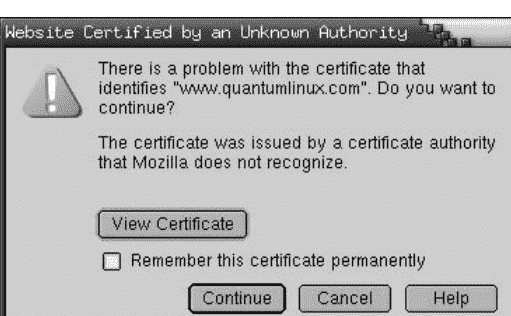 Website Certified by an Unknown Authority
There is a problem with the certificate that
identifies "www.quantumlinux.com". Do you want to
continue?
The certificate was issued by a certificate authority
that Mozilla does not recognize.
View Certificate
Remember this certificate permanently
Continue Cancel Help